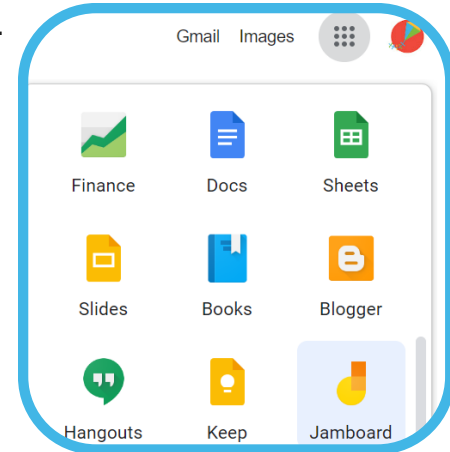 Gmail Images
Finance Docs Sheets
Slides Books Blogger
Hangouts Keep Jamboard